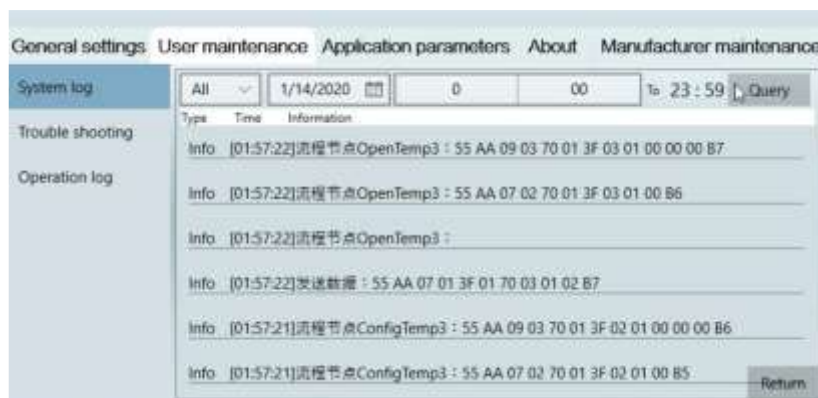 General settings User maintenance Application parameters About Manufacturer maintenance
System log
All 1/14/2020 0 00 To 23 : 59 Query
Type Time Information
Trouble shooting
Operation log
Info [01:57:22]流程节点OpenTemp3：55 AA 09 03 70 01 3F 03 01 00 00 00 B7
Info [01:57:22]流程节点OpenTemp3：55 AA 07 02 70 01 3F 03 01 00 B6
Info [01:57:22]流程节点OpenTemp3：
Info [01:57:22]发送数据：55 AA 07 01 3F 01 70 03 01 02 B7
Info [01:57:21]流程节点ConfigTemp3：55 AA 09 03 70 01 3F 02 01 00 00 00 B6
Info [01:57:21]流程节点ConfigTemp3：55 AA 07 02 70 01 3F 02 01 00 B5
Return